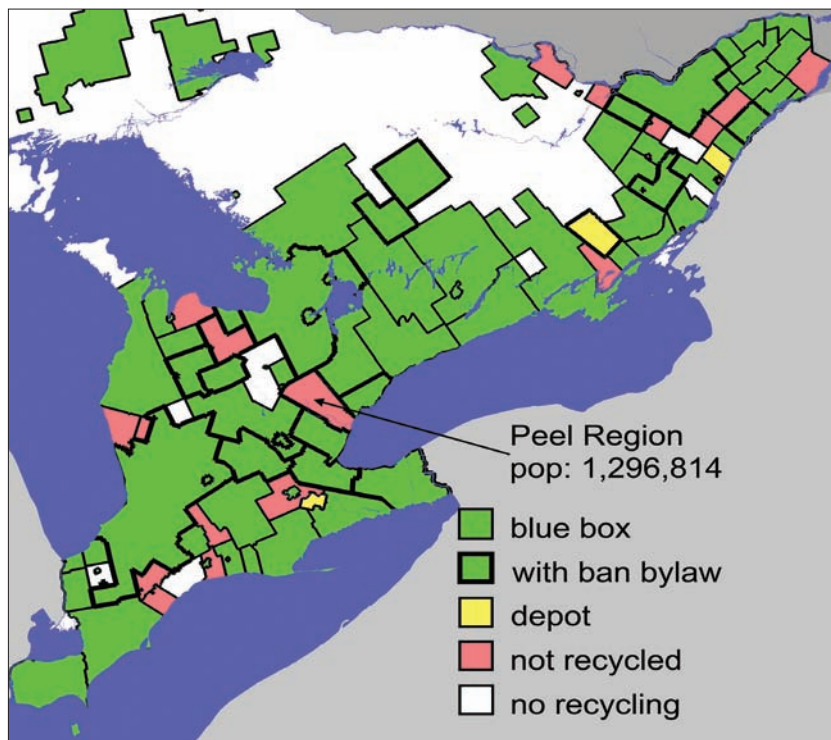 Peel Region
pop: 1,296,814
blue box
with ban bylaw
depot
not recycled
no recycling